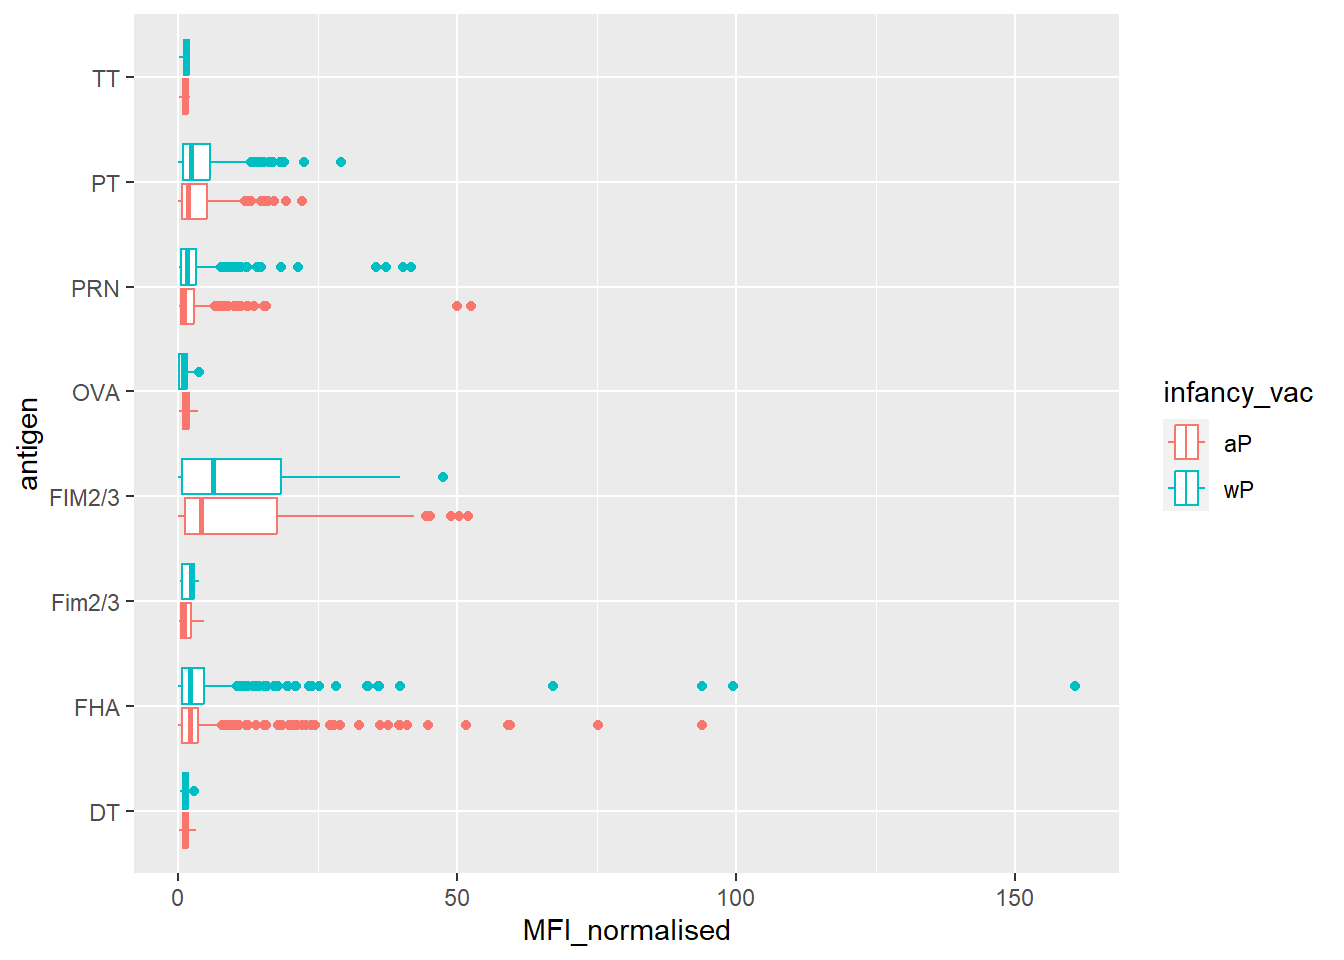 TT
PT
PRN
OVA
FIM2/3
Fim2/3
FHA
DT
antigen
0 50 100 150
MFI_normalised
infancy_vac
aP
wP